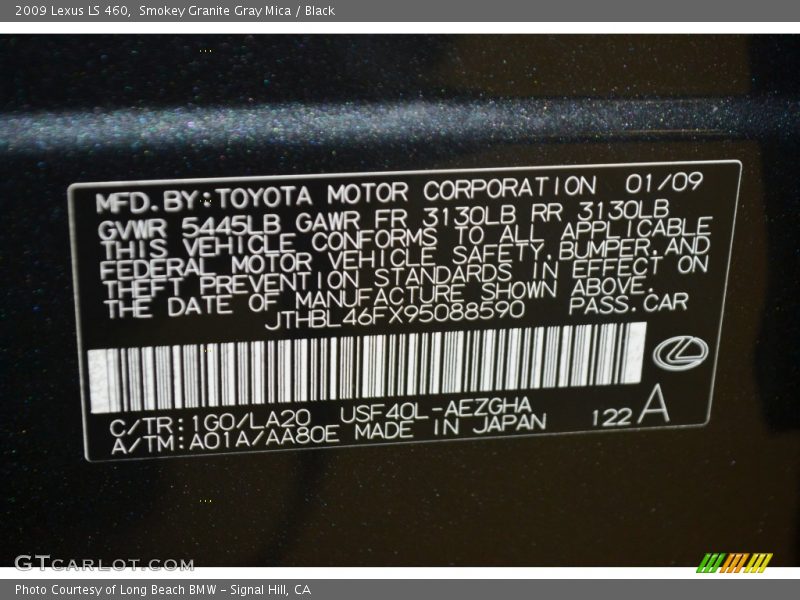 2009 Lexus LS 460, Smokey Granite Gray Mica / Black
MFD.BY:TOYOTA MOTOR CORPORATION 01/09
GVWR 5445LB GAWR FR 3130LB RR 3130LB
THIS VEHICLE CONFORMS TO ALL APPLICABLE
FEDERAL MOTOR VEHICLE SAFETY,BUMPER,AND
THEFT PREVENTION STANDARDS IN EFFECT ON
THE DATE OF MANUFACTURE SHOWN ABOVE.
JTHBL46FX95088590 PASS.CAR
C/TR:1G0/LA20 USF40L-AEZGHA
A/TM:A01A/AA80E MADE IN JAPAN 122 A
GTCARLOT.COM
Photo Courtesy of Long Beach BMW - Signal Hill, CA